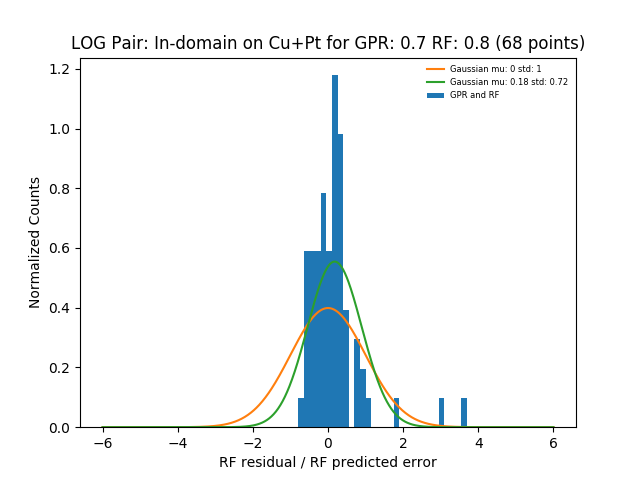 LOG Pair: In-domain on Cu+Pt for GPR: 0.7 RF: 0.8 (68 points)
Gaussian mu: 0 std: 1
Gaussian mu: 0.18 std: 0.72
GPR and RF
Normalized Counts
1.2
1.0
0.8
0.6
0.4
0.2
0.0
−6 −4 −2 0 2 4 6
RF residual / RF predicted error